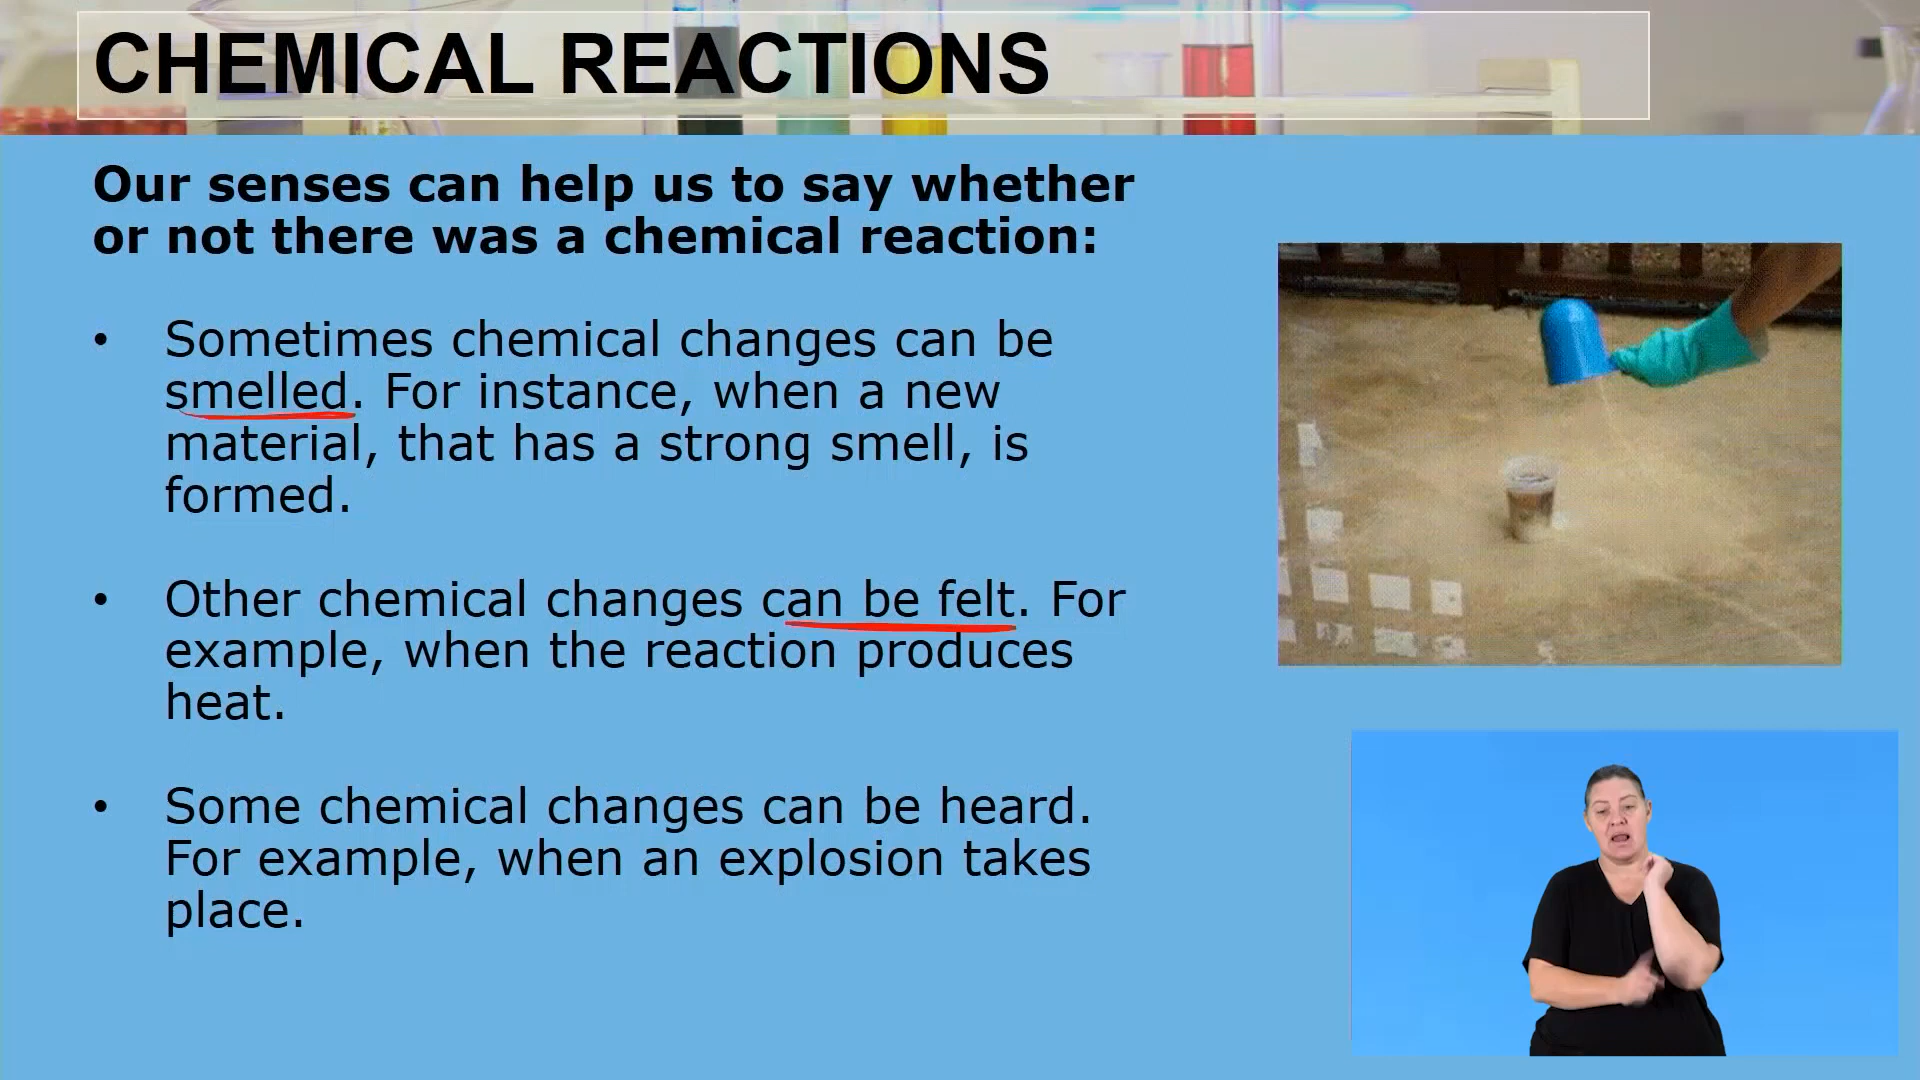 CHEMICAL REACTIONS
Our senses can help us to say whether
or not there was a chemical reaction:
• Sometimes chemical changes can be
smelled. For instance, when a new
material, that has a strong smell, is
formed.
• Other chemical changes can be felt. For
example, when the reaction produces
heat.
• Some chemical changes can be heard.
For example, when an explosion takes
place.